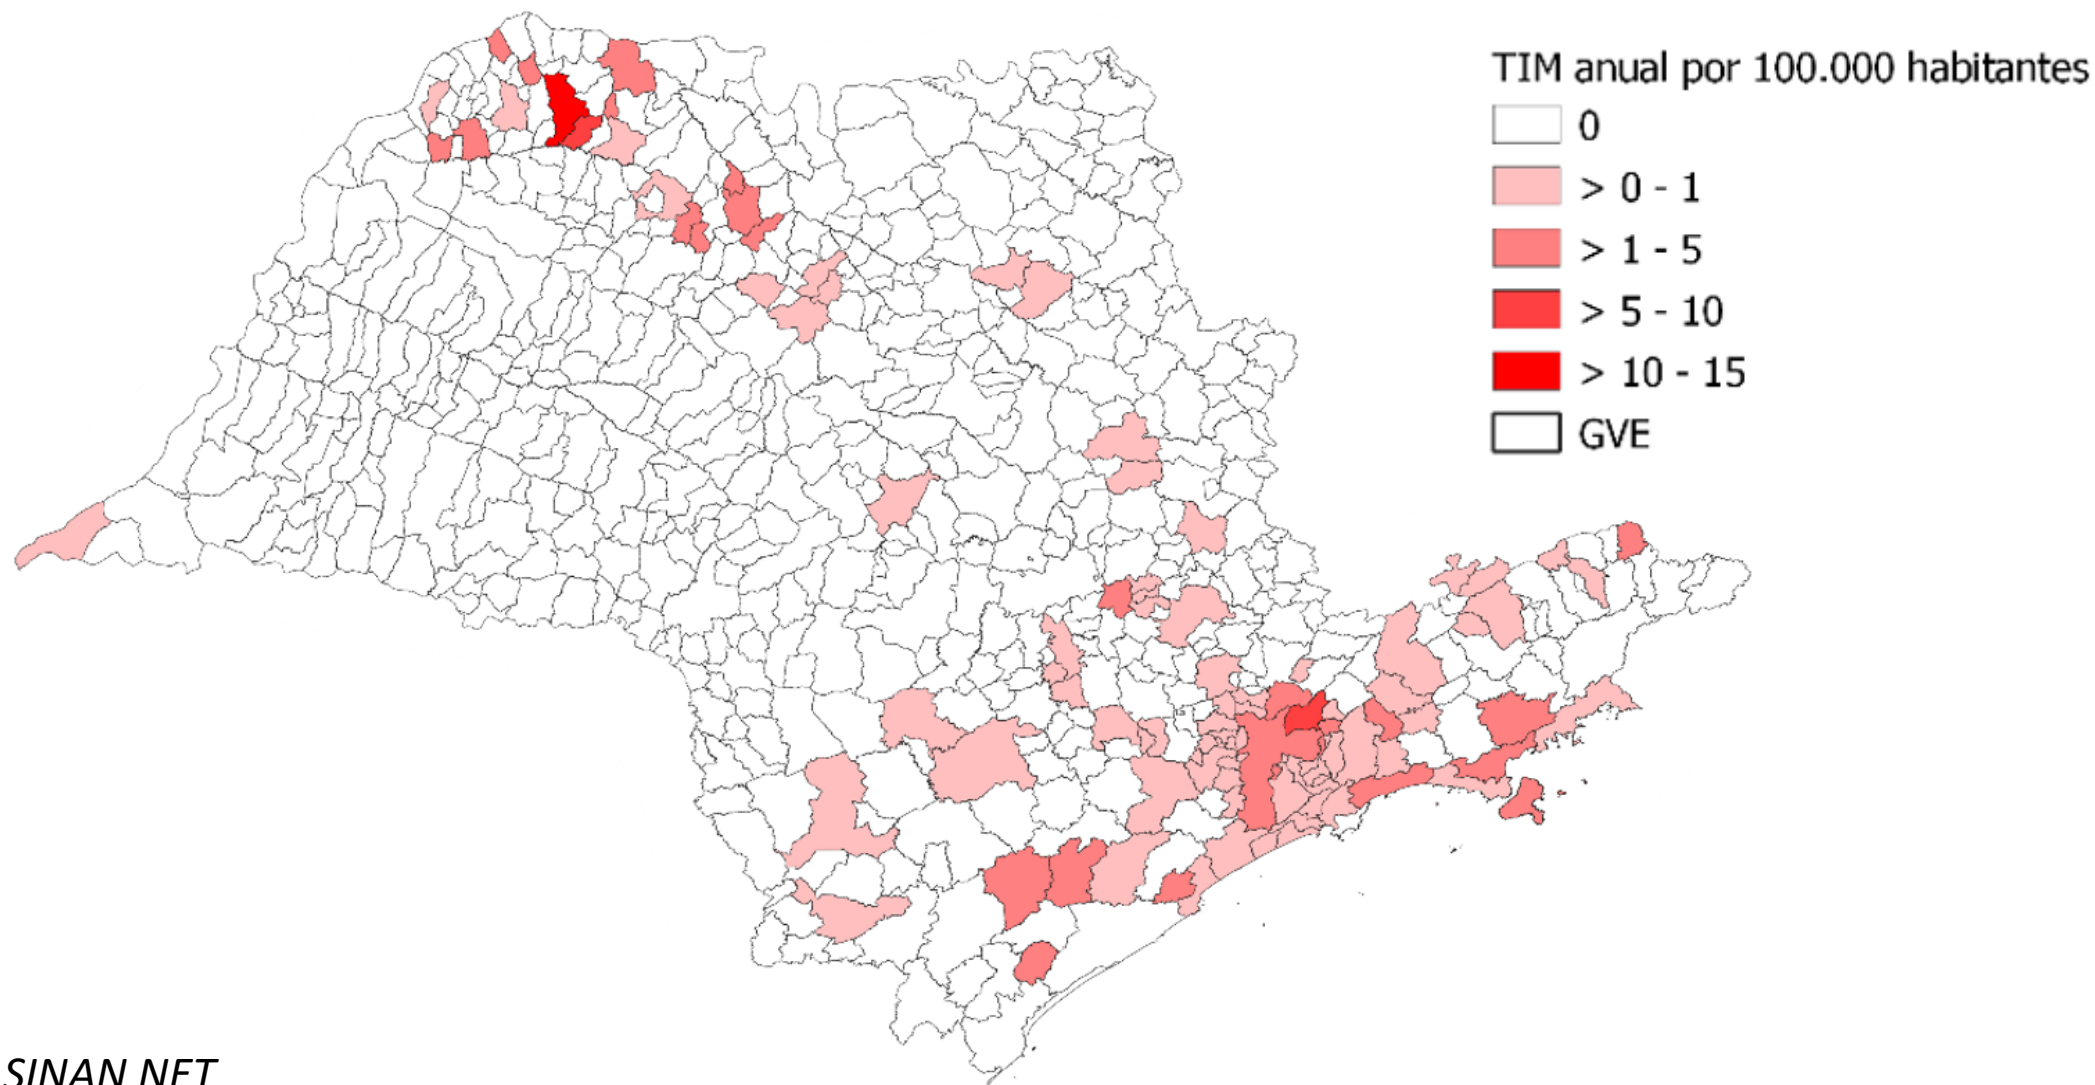 TIM anual por 100.000 habitantes
0
> 0 - 1
> 1 - 5
> 5 - 10
> 10 - 15
GVE
SINAN NET